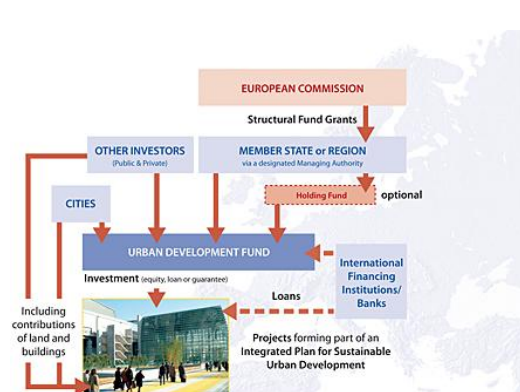 EUROPEAN COMMISSION
Structural Fund Grants
OTHER INVESTORS
(Public & Private)
MEMBER STATE or REGION
via a designated Managing Authority
Holding Fund
optional
CITIES
URBAN DEVELOPMENT FUND
Investment (equity, loan or guarantee)
International
Financing
Institutions/
Banks
Loans
Including
contributions
of land and
buildings
Projects forming part of an
Integrated Plan for Sustainable
Urban Development